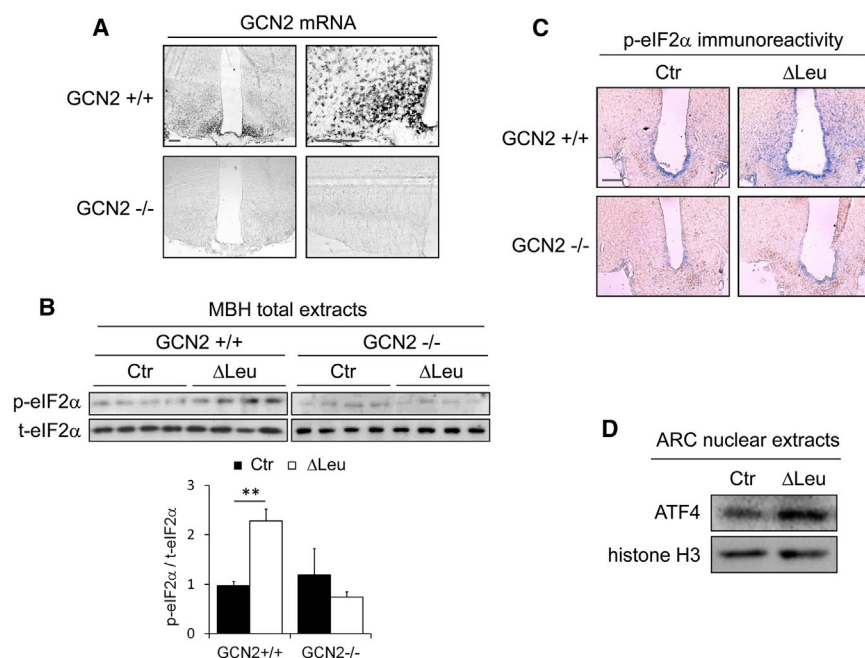 A
GCN2 mRNA
GCN2 +/+
GCN2 -/-
B
MBH total extracts
GCN2 +/+ GCN2 -/-
Ctr ΔLeu Ctr ΔLeu
p-eIF2α
t-eIF2α
Ctr ΔLeu
p-eIF2α / t-eIF2α
3
2
1
0
**
GCN2+/+ GCN2-/-
C
p-eIF2α immunoreactivity
Ctr ΔLeu
GCN2 +/+
GCN2 -/-
D
ARC nuclear extracts
Ctr ΔLeu
ATF4
histone H3